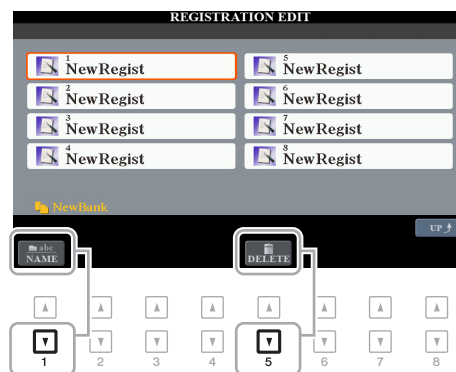 REGISTRATION EDIT
1 NewRegist
2 NewRegist
3 NewRegist
4 NewRegist
5 NewRegist
6 NewRegist
7 NewRegist
8 NewRegist
NewBank
UP
abc
NAME
DELETE
1 2 3 4 5 6 7 8